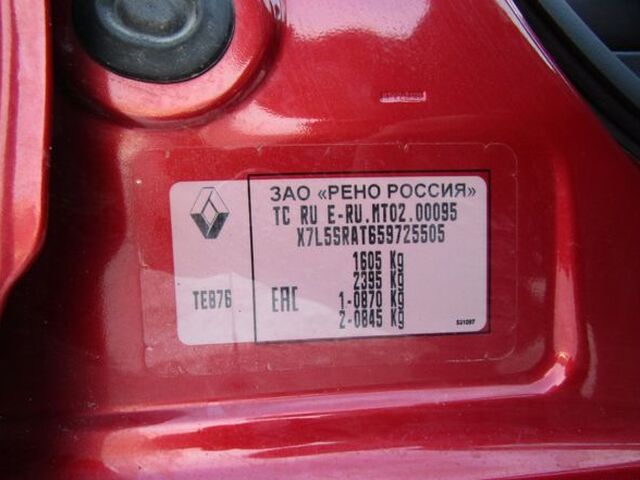 ЗАО «РЕНО РОССИЯ»
TC RU E-RU.MT02.00095
X7L5SRAT659725505
1605 Kg
2395 Kg
1-0870 Kg
2-0845 Kg
TEB76
EAC